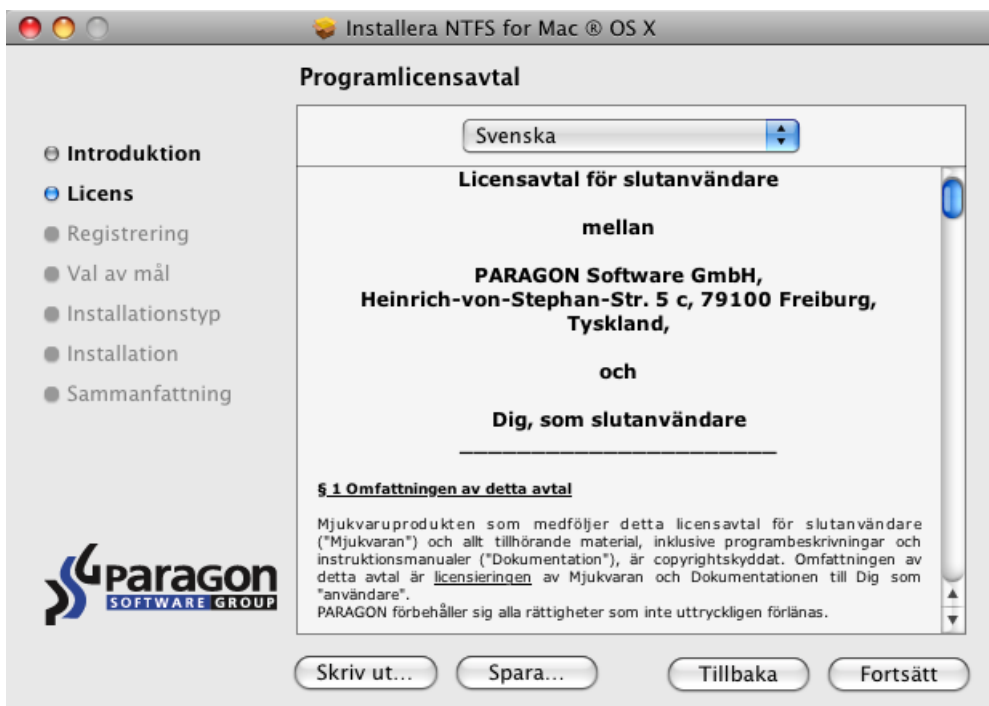 Installera NTFS for Mac ® OS X
Programlicensavtal
Introduktion
Licens
Registrering
Val av mål
Installationstyp
Installation
Sammanfattning
Paragon
SOFTWARE GROUP
Svenska
Licensavtal för slutanvändare
mellan
PARAGON Software GmbH,
Heinrich-von-Stephan-Str. 5 c, 79100 Freiburg,
Tyskland,
och
Dig, som slutanvändare
______________________
§ 1 Omfattningen av detta avtal
Mjukvaruprodukten som medföljer detta licensavtal för slutanvändare
("Mjukvaran") och allt tillhörande material, inklusive programbeskrivningar och
instruktionsmanualer ("Dokumentation"), är copyrightskyddat. Omfattningen av
detta avtal är licensieringen av Mjukvaran och Dokumentationen till Dig som
"användare".
PARAGON förbehåller sig alla rättigheter som inte uttryckligen förlänas.
Skriv ut...
Spara...
Tillbaka
Fortsätt